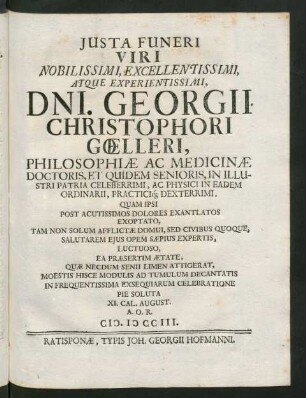 JUSTA FUNERI
VIRI
NOBILISSIMI, EXCELLENTISSIMI,
ATQUE EXPERIENTISSIMI,
DNI. GEORGII
CHRISTOPHORI
GŒLLERI,
PHILOSOPHIÆ AC MEDICINÆ
DOCTORIS, ET QUIDEM SENIORIS, IN ILLU-
STRI PATRIA CELEBERRIMI, AC PHYSICI IN EADEM
ORDINARII, PRACTICIq́; DEXTERRIMI,
QUAM IPSI
POST ACUTISSIMOS DOLORES EXANTLATOS
EXOPTATO,
TAM NON SOLUM AFFLICTÆ DOMUI, SED CIVIBUS QUOQUE,
SALUTAREM EJUS OPEM SÆPIUS EXPERTIS,
LUCTUOSO,
EA PRÆSERTIM ÆTATE,
QUÆ NECDUM SENII LIMEN ATTIGERAT,
MOESTIS HISCE MODULIS AD TUMULUM DECANTATIS
IN FREQUENTISSIMA EXSEQUIARUM CELEBRATIONE
PIE SOLUTA
XI. CAL. AUGUST.
A. O. R.
CIↃ. IↃ CC III.
RATISPONÆ, TYPIS JOH. GEORGII HOFMANNI.